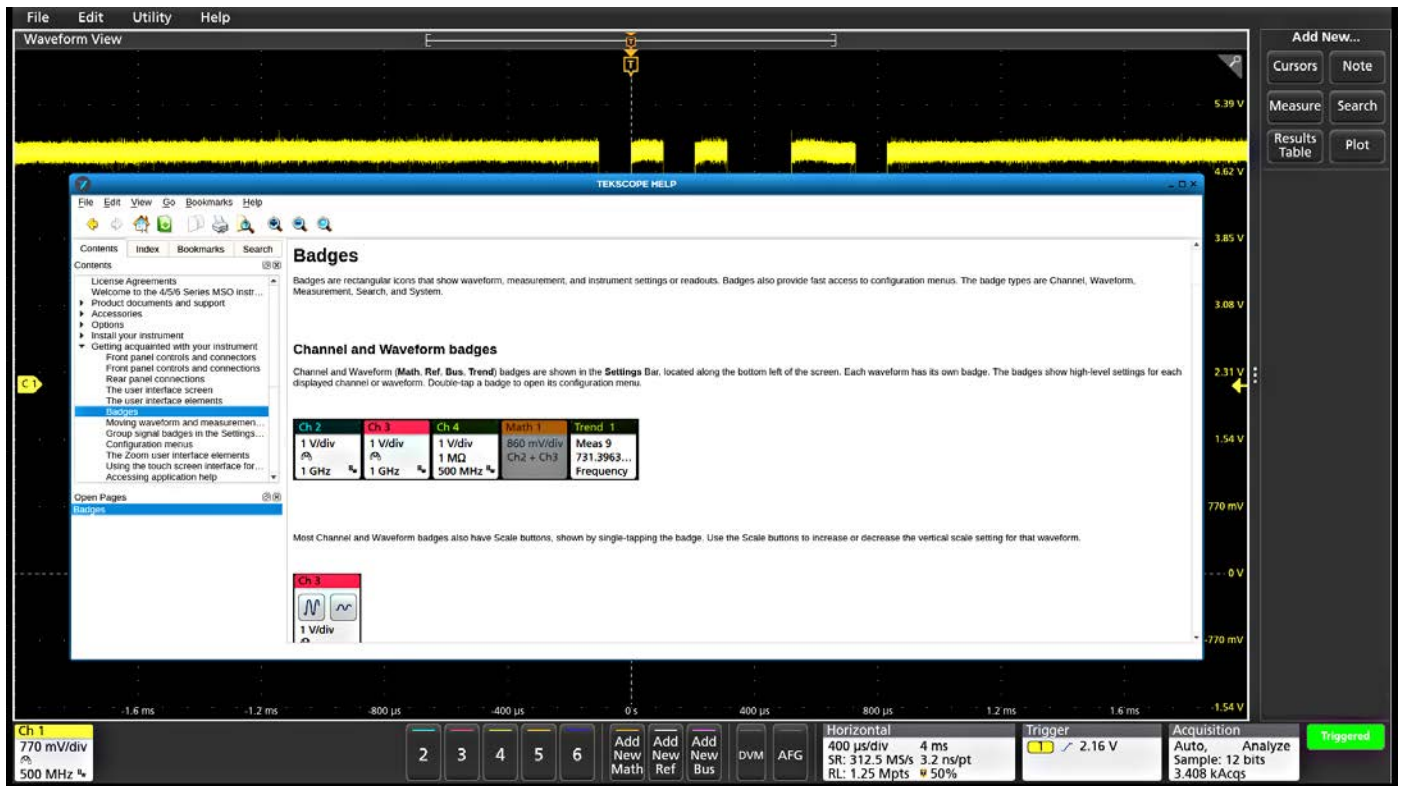 File Edit Utility Help
Waveform View
T
T
Add New...
Cursors Note
Measure Search
Results Table Plot
5.39 V
4.62 V
3.85 V
3.08 V
2.31 V
1.54 V
770 mV
0 V
-770 mV
-1.54 V
C1
TEKSCOPE HELP
File Edit View Go Bookmarks Help
Contents Index Bookmarks Search
Contents
License Agreements
Welcome to the 4/5/6 Series MSO instr...
Product documents and support
Accessories
Options
Install your instrument
Getting acquainted with your instrument
Front panel controls and connectors
Front panel controls and connections
Rear panel connections
The user interface screen
The user interface elements
Badges
Moving waveform and measuremen...
Group signal badges in the Settings...
Configuration menus
The Zoom user interface elements
Using the touch screen interface for...
Accessing application help
Open Pages
Badges
Badges
Badges are rectangular icons that show waveform, measurement, and instrument settings or readouts. Badges also provide fast access to configuration menus. The badge types are Channel, Waveform,
Measurement, Search, and System.
Channel and Waveform badges
Channel and Waveform (Math, Ref, Bus, Trend) badges are shown in the Settings Bar, located along the bottom left of the screen. Each waveform has its own badge. The badges show high-level settings for each
displayed channel or waveform. Double-tap a badge to open its configuration menu.
Ch 2 Ch 3 Ch 4 Math 1 Trend 1
1 V/div 1 V/div 1 V/div 860 mV/div Meas 9
1 MΩ Ch2 + Ch3 731.3963...
1 GHz 1 GHz 500 MHz Frequency
Most Channel and Waveform badges also have Scale buttons, shown by single-tapping the badge. Use the Scale buttons to increase or decrease the vertical scale setting for that waveform.
Ch 3
1 V/div
-1.6 ms -1.2 ms -800 µs -400 µs 0 s 400 µs 800 µs 1.2 ms 1.6 ms
Ch 1
770 mV/div
500 MHz
2 3 4 5 6
Add New Math
Add New Ref
Add New Bus
DVM AFG
Horizontal
400 µs/div 4 ms
SR: 312.5 MS/s 3.2 ns/pt
RL: 1.25 Mpts 50%
Trigger
1 2.16 V
Acquisition
Auto, Analyze
Sample: 12 bits
3.408 kAcqs
Triggered